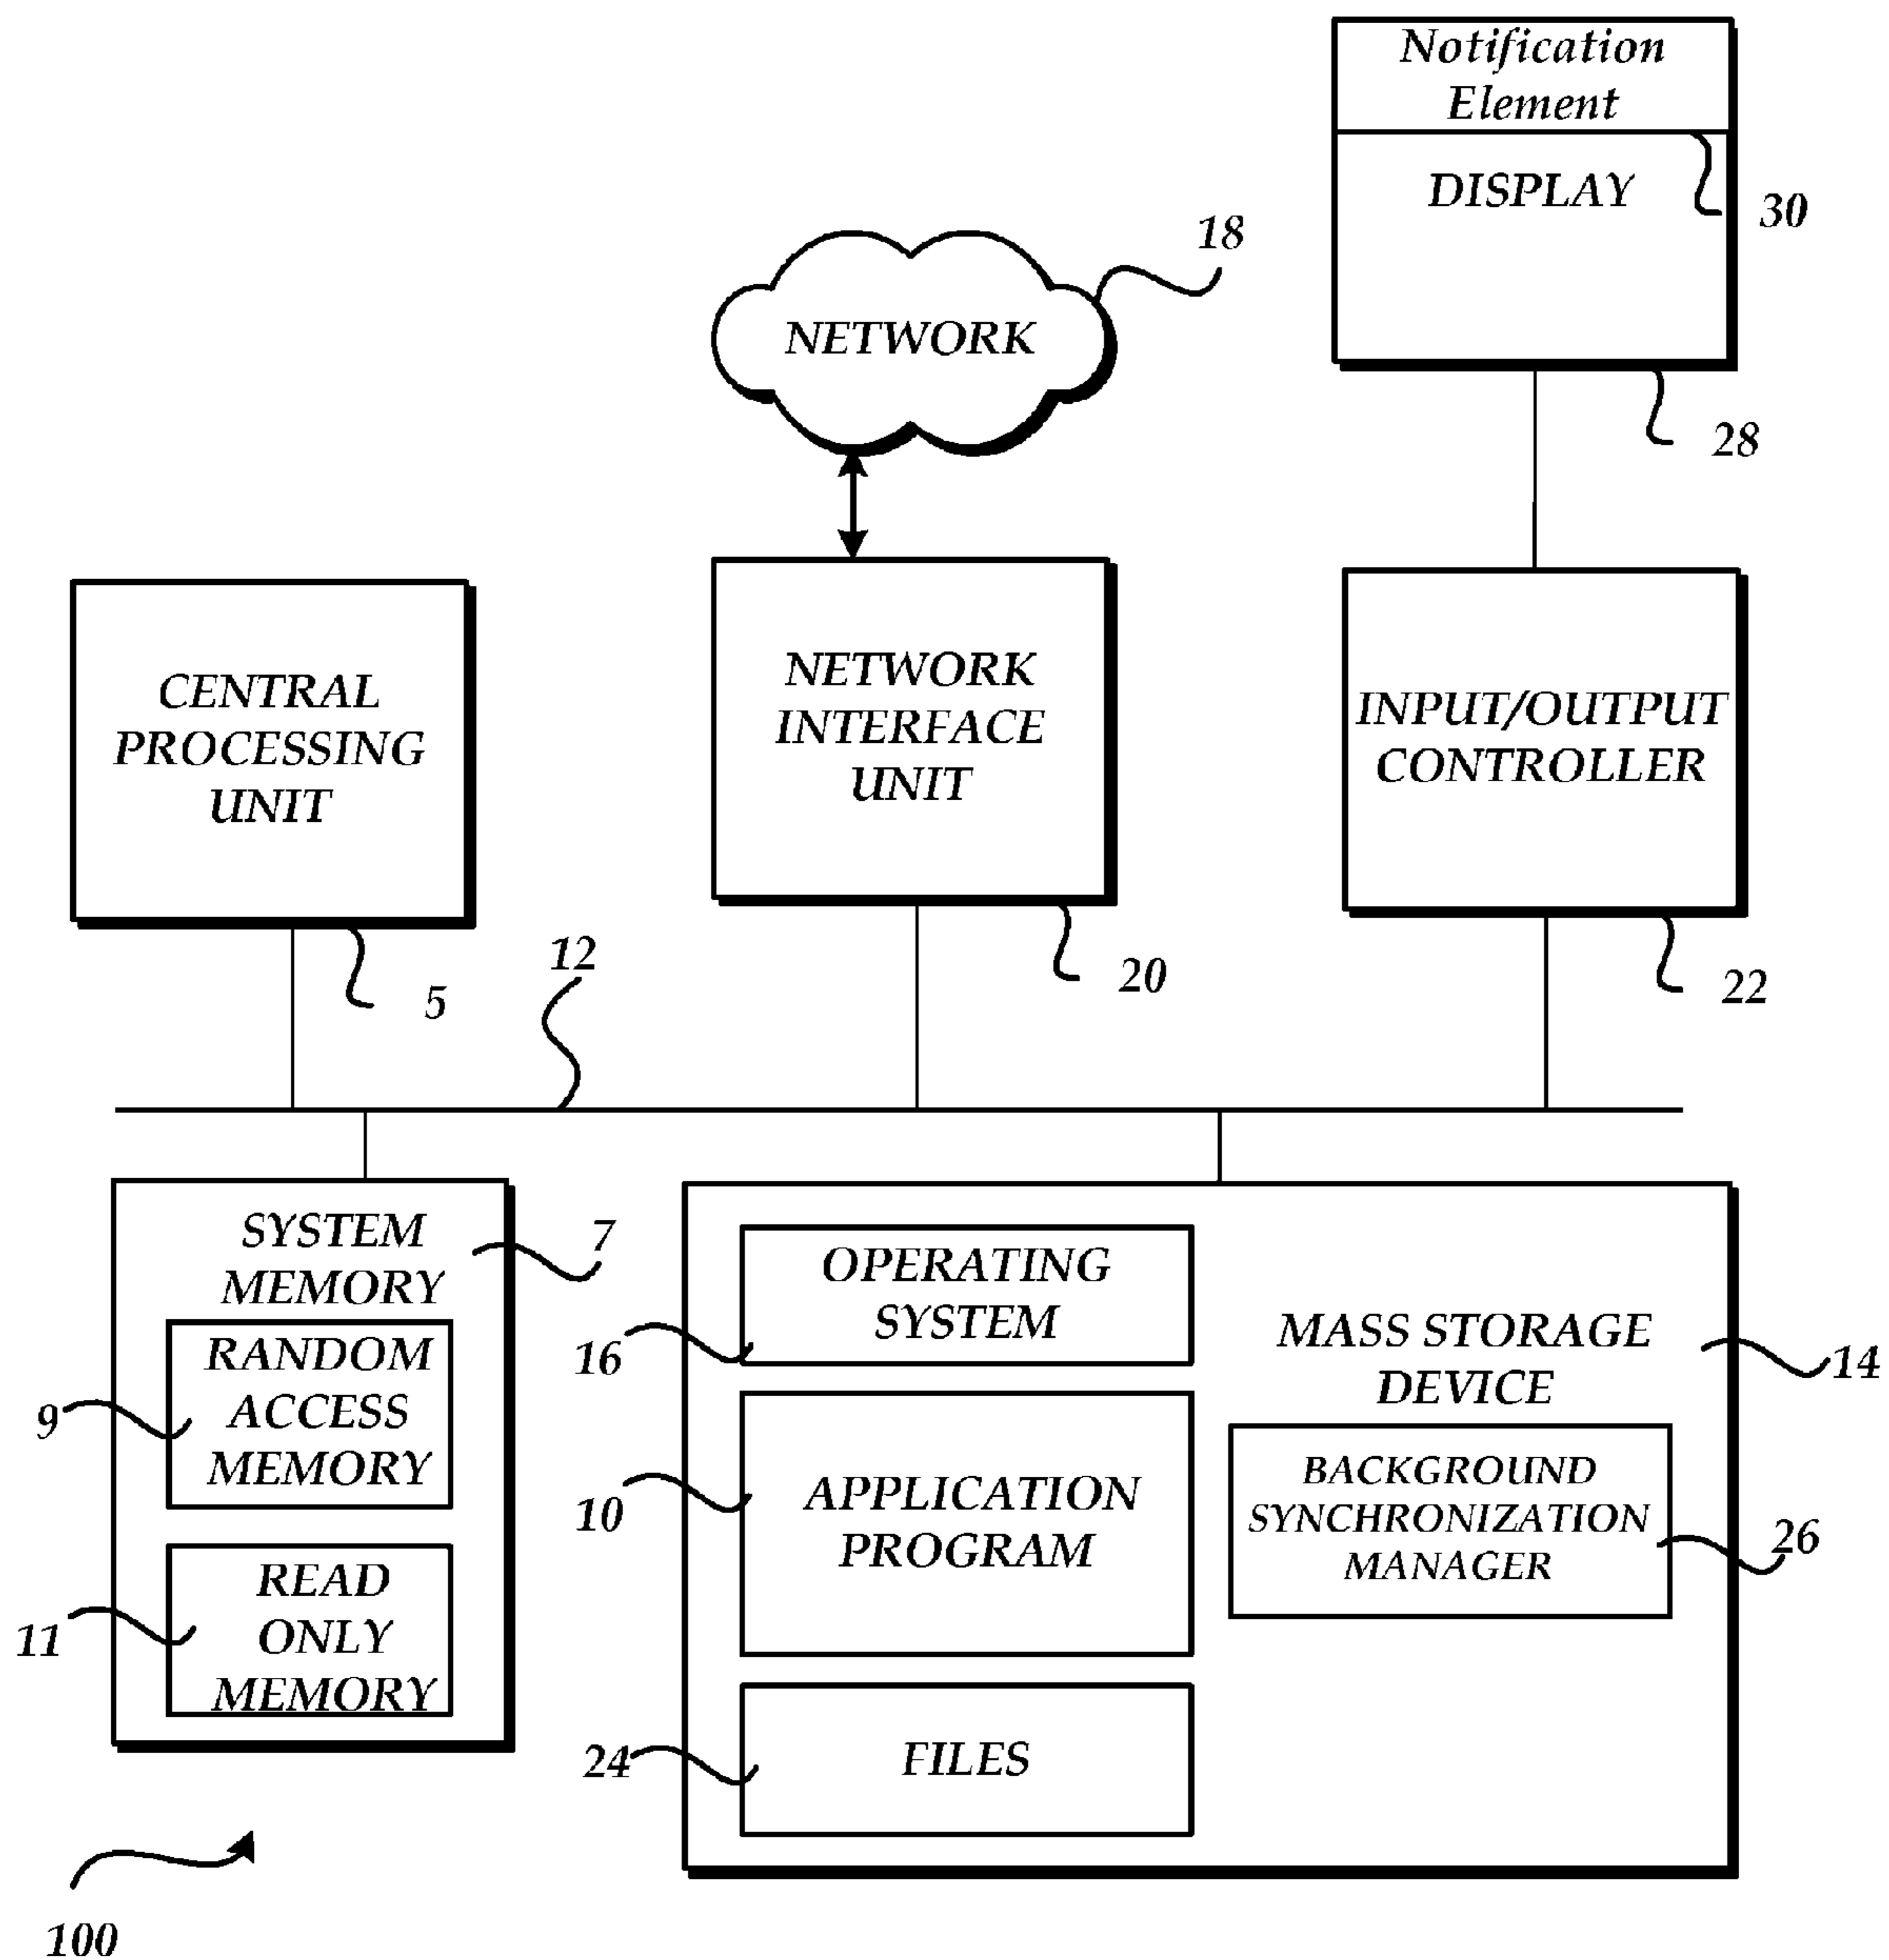 Notification
Element
DISPLAY
30
18
NETWORK
28
CENTRAL
PROCESSING
UNIT
NETWORK
INTERFACE
UNIT
INPUT/OUTPUT
CONTROLLER
12
5
20
22
SYSTEM
MEMORY
7
RANDOM
ACCESS
MEMORY
9
READ
ONLY
MEMORY
11
OPERATING
SYSTEM
16
MASS STORAGE
DEVICE
14
APPLICATION
PROGRAM
10
BACKGROUND
SYNCHRONIZATION
MANAGER
26
FILES
24
100